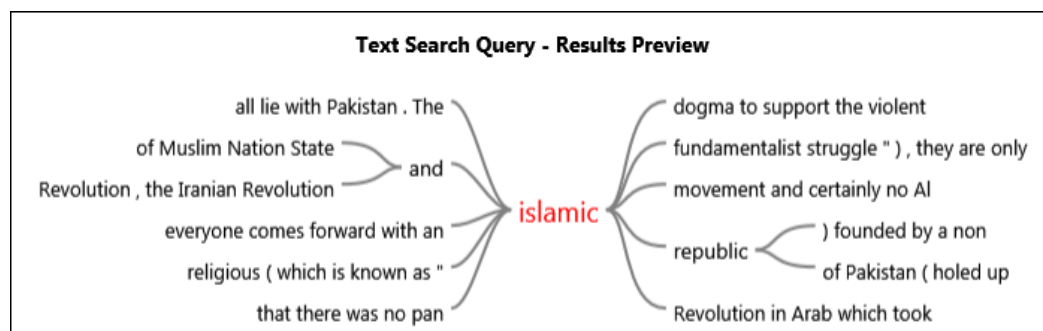 Text Search Query - Results Preview
all lie with Pakistan . The
of Muslim Nation State
and
Revolution , the Iranian Revolution
everyone comes forward with an
religious ( which is known as "
that there was no pan
islamic
dogma to support the violent
fundamentalist struggle " ) , they are only
movement and certainly no Al
republic
) founded by a non
of Pakistan ( holed up
Revolution in Arab which took